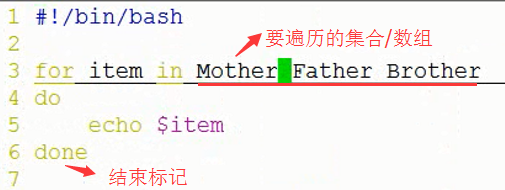 1 #!/bin/bash
2
要遍历的集合/数组
3 for item in Mother Father Brother
4 do
5     echo $item
6 done
结束标记
7